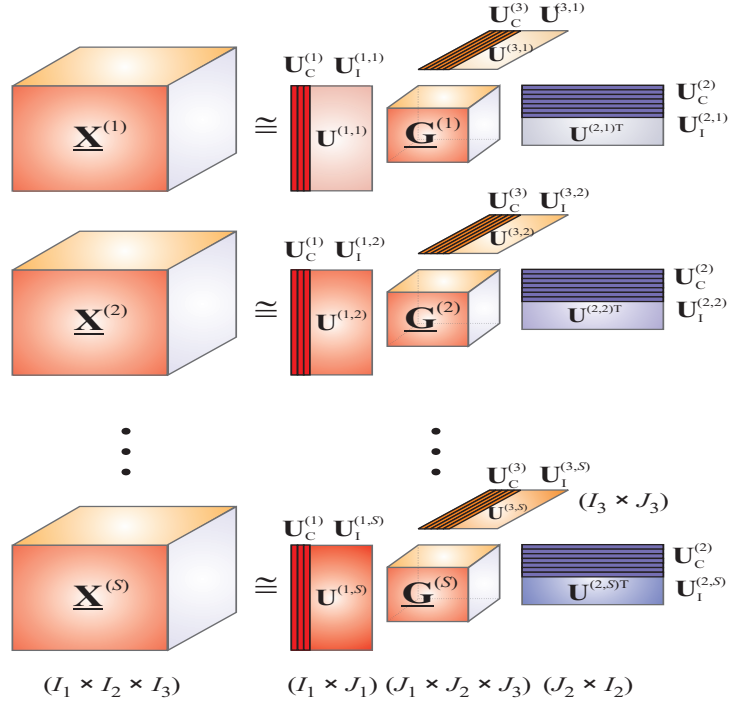 U_C^(3) U^(3,1)
U^(3,1)
U_C^(1) U_I^(1,1)
U_C^(2)
X^(1) ≅ U^(1,1) G^(1) U^(2,1)T
U_I^(2,1)
U_C^(3) U_I^(3,2)
U^(3,2)
U_C^(1) U_I^(1,2)
U_C^(2)
X^(2) ≅ U^(1,2) G^(2) U^(2,2)T
U_I^(2,2)
U_C^(3) U_I^(3,S)
U^(3,S) (I_3 × J_3)
U_C^(1) U_I^(1,S)
U_C^(2)
X^(S) ≅ U^(1,S) G^(S) U^(2,S)T
U_I^(2,S)
(I_1 × I_2 × I_3) (I_1 × J_1) (J_1 × J_2 × J_3) (J_2 × I_2)